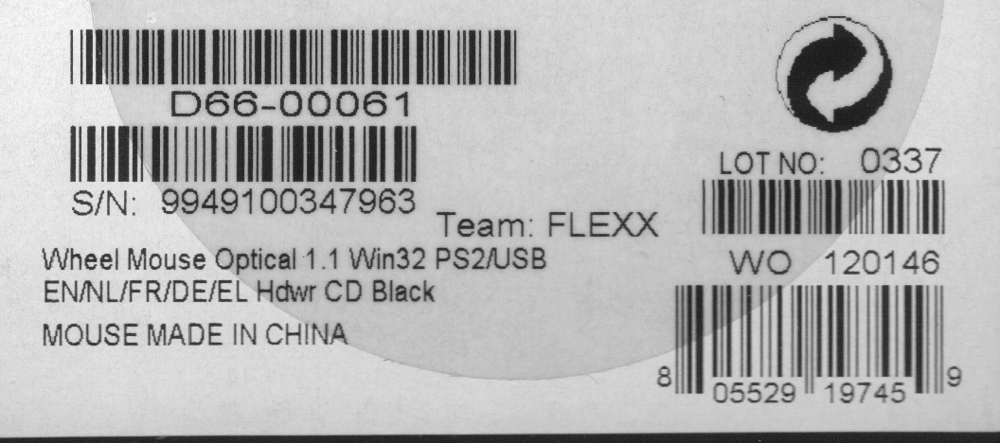 D66-00061
S/N: 9949100347963
Team: FLEXX
Wheel Mouse Optical 1.1 Win32 PS2/USB
EN/NL/FR/DE/EL Hdwr CD Black
MOUSE MADE IN CHINA
LOT NO: 0337
WO 120146
8 05529 19745 9